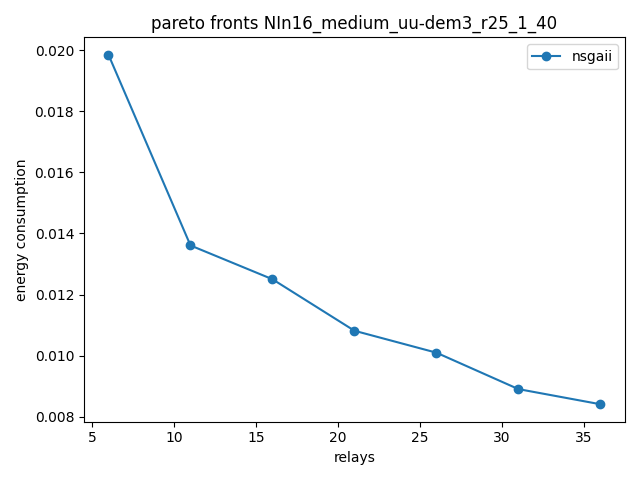 pareto fronts NIn16_medium_uu-dem3_r25_1_40
nsgaii
0.020
0.018
0.016
0.014
0.012
0.010
0.008
energy consumption
5 10 15 20 25 30 35
relays